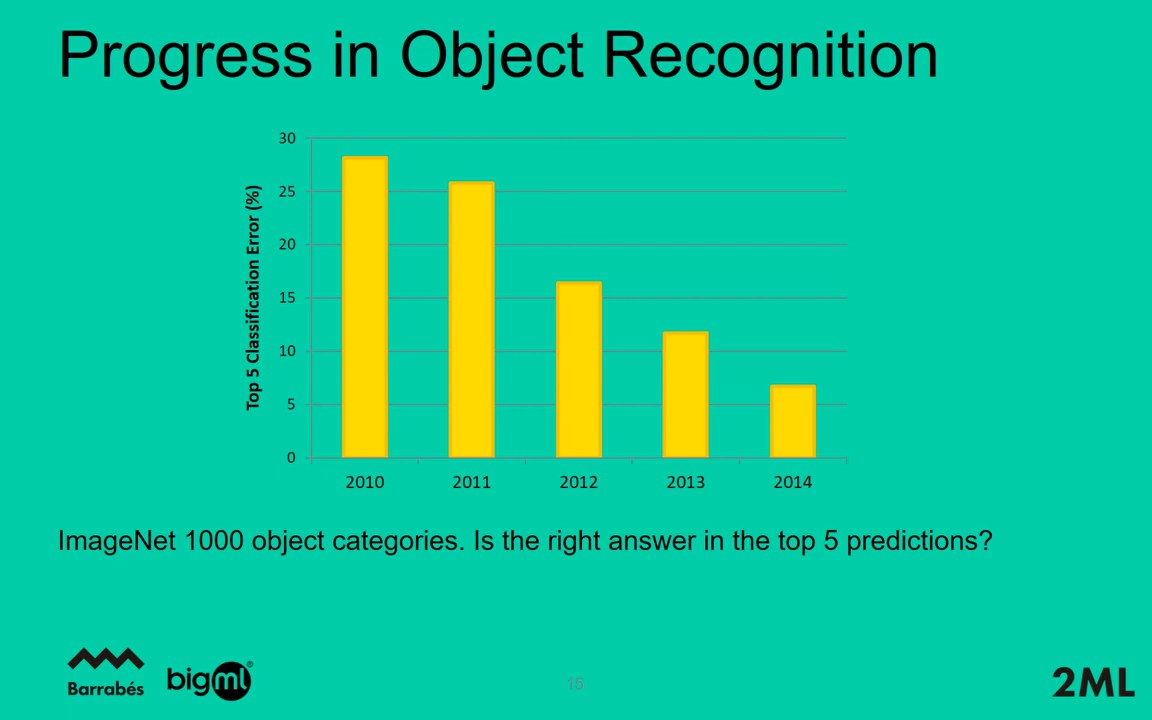 Progress in Object Recognition
30
25
20
15
10
5
0
Top 5 Classification Error (%)
2010 2011 2012 2013 2014
ImageNet 1000 object categories. Is the right answer in the top 5 predictions?
Barrabés
bigml®
15
2ML